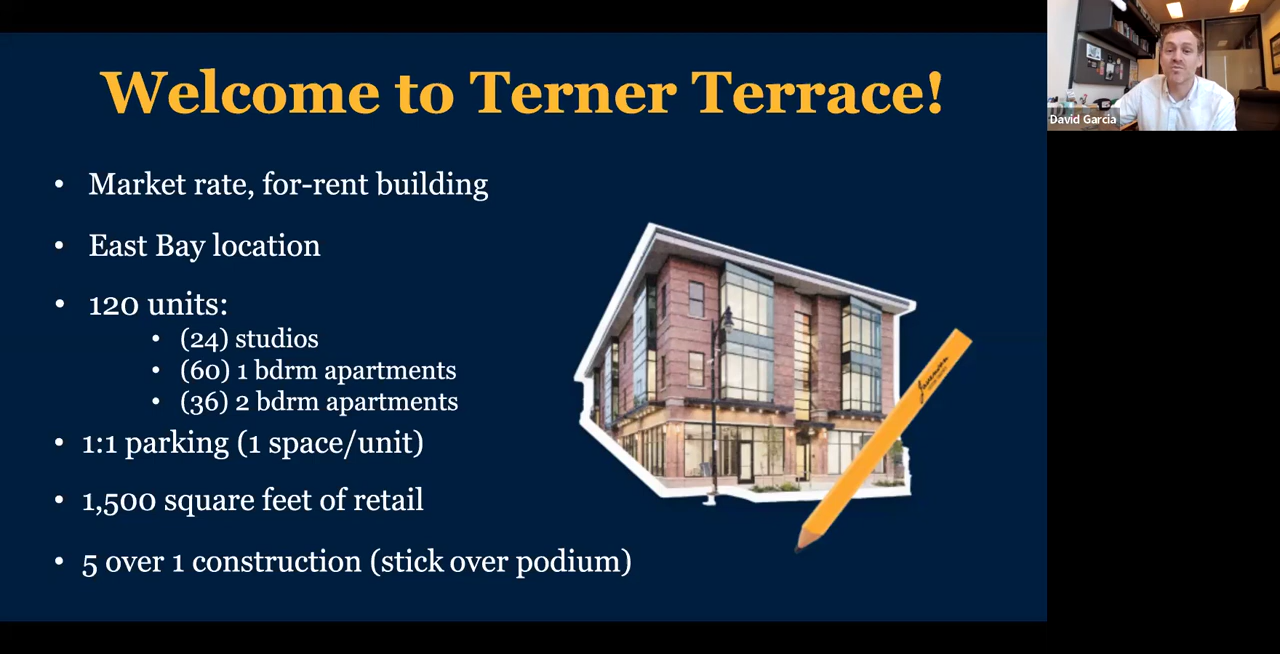 Welcome to Terner Terrace!
David Garcia
• Market rate, for-rent building
• East Bay location
• 120 units:
• (24) studios
• (60) 1 bdrm apartments
• (36) 2 bdrm apartments
• 1:1 parking (1 space/unit)
• 1,500 square feet of retail
• 5 over 1 construction (stick over podium)